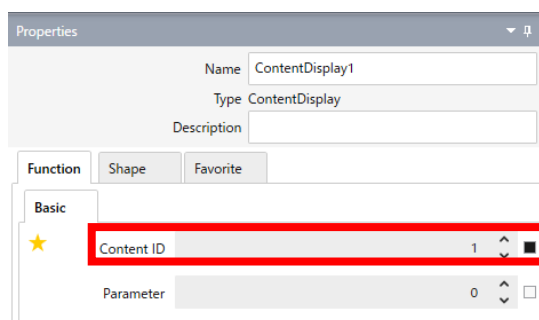 Properties
Name ContentDisplay1
Type ContentDisplay
Description
Function Shape Favorite
Basic
Content ID 1
Parameter 0